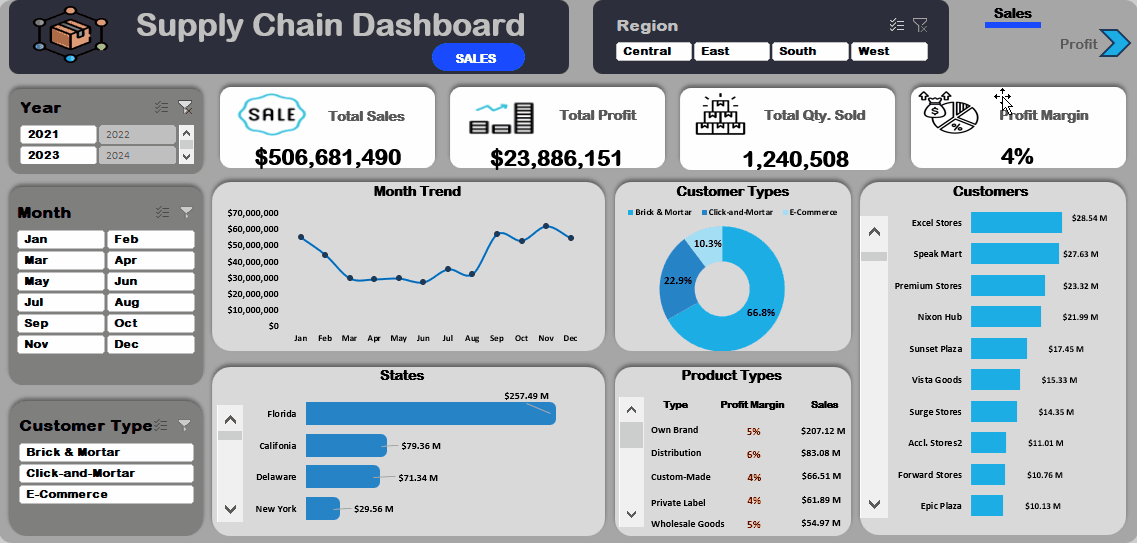 Supply Chain Dashboard
SALES
Region
Central East South West
Sales
Profit
Year
2021 2022
2023 2024
SALE Total Sales
$506,681,490
Total Profit
$23,886,151
Total Qty. Sold
1,240,508
$ % Profit Margin
4%
Month
Jan Feb
Mar Apr
May Jun
Jul Aug
Sep Oct
Nov Dec
Customer Type
Brick & Mortar
Click-and-Mortar
E-Commerce
Month Trend
$70,000,000
$60,000,000
$50,000,000
$40,000,000
$30,000,000
$20,000,000
$10,000,000
$0
Jan Feb Mar Apr May Jun Jul Aug Sep Oct Nov Dec
Customer Types
Brick & Mortar Click-and-Mortar E-Commerce
10.3%
22.9%
66.8%
Customers
Excel Stores $28.54 M
Speak Mart $27.63 M
Premium Stores $23.32 M
Nixon Hub $21.99 M
Sunset Plaza $17.45 M
Vista Goods $15.33 M
Surge Stores $14.35 M
Accl. Stores2 $11.01 M
Forward Stores $10.76 M
Epic Plaza $10.13 M
States
$257.49 M
Florida
Califonia $79.36 M
Delaware $71.34 M
New York $29.56 M
Product Types
Type Profit Margin Sales
Own Brand 5% $207.12 M
Distribution 6% $83.08 M
Custom-Made 4% $66.51 M
Private Label 4% $61.89 M
Wholesale Goods 5% $54.97 M